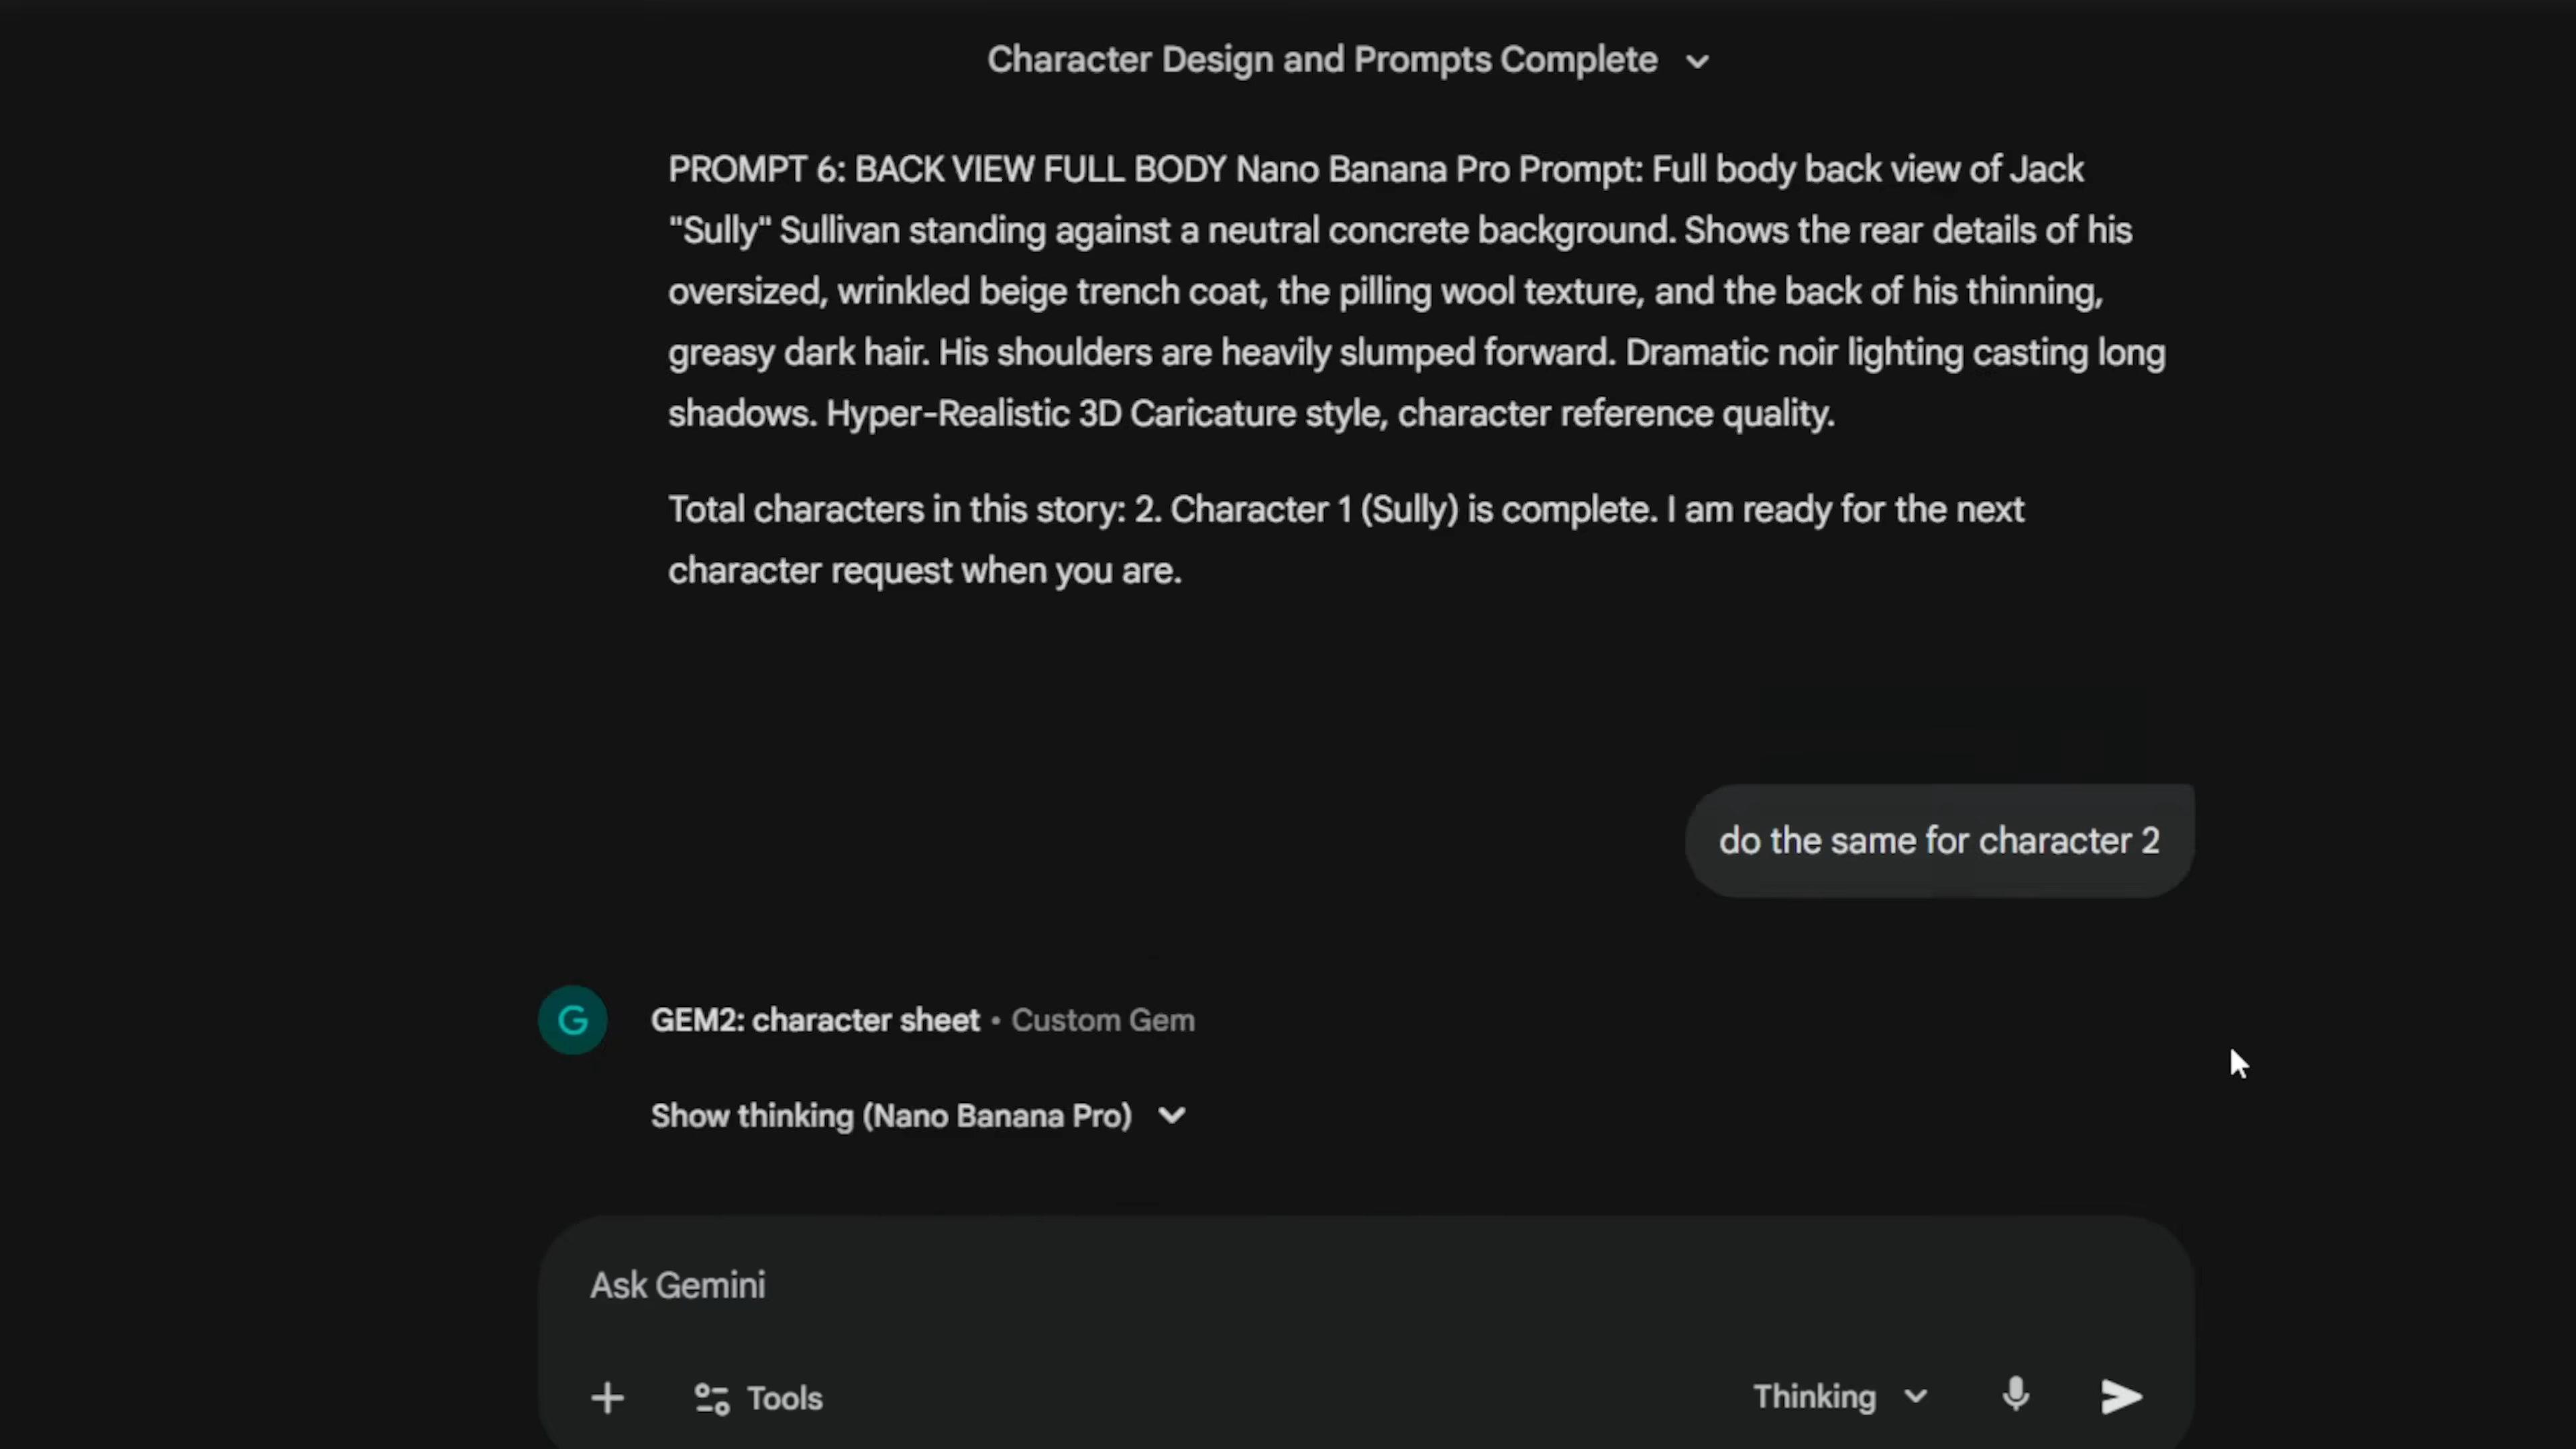 Character Design and Prompts Complete
PROMPT 6: BACK VIEW FULL BODY Nano Banana Pro Prompt: Full body back view of Jack
"Sully" Sullivan standing against a neutral concrete background. Shows the rear details of his
oversized, wrinkled beige trench coat, the pilling wool texture, and the back of his thinning,
greasy dark hair. His shoulders are heavily slumped forward. Dramatic noir lighting casting long
shadows. Hyper-Realistic 3D Caricature style, character reference quality.
Total characters in this story: 2. Character 1 (Sully) is complete. I am ready for the next
character request when you are.
do the same for character 2
G
GEM2: character sheet • Custom Gem
Show thinking (Nano Banana Pro)
Ask Gemini
Tools
Thinking